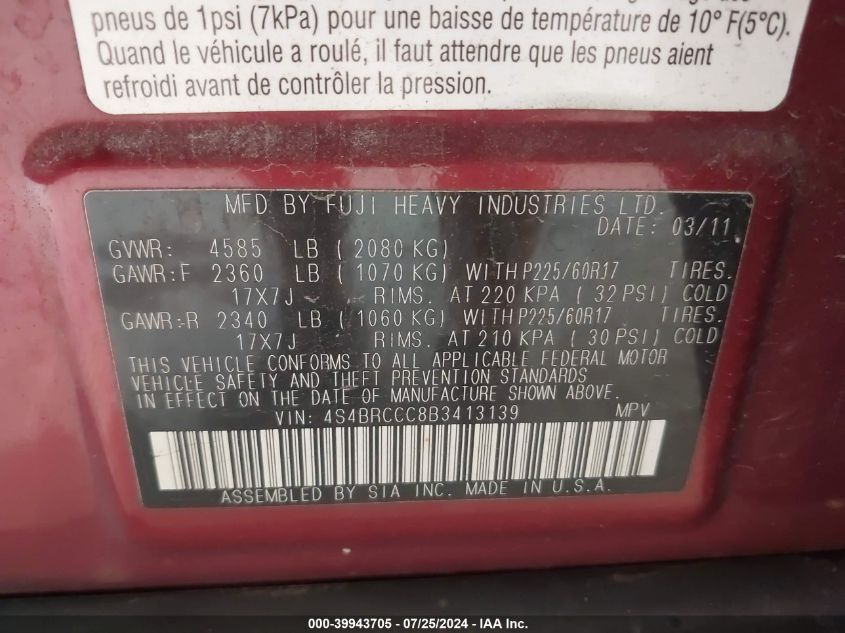 pneus de 1psi (7kPa) pour une baisse de température de 10° F(5°C).
Quand le véhicule a roulé, il faut attendre que les pneus aient
refroidi avant de contrôler la pression.
MFD BY FUJI HEAVY INDUSTRIES LTD.
DATE: 03/11
GVWR: 4585 LB ( 2080 KG)
GAWR:F 2360 LB ( 1070 KG) WITH P225/60R17 TIRES.
17X7J RIMS. AT 220 KPA ( 32 PSI) COLD
GAWR:R 2340 LB ( 1060 KG) WITH P225/60R17 TIRES.
17X7J RIMS. AT 210 KPA ( 30 PSI) COLD
THIS VEHICLE CONFORMS TO ALL APPLICABLE FEDERAL MOTOR
VEHICLE SAFETY AND THEFT PREVENTION STANDARDS
IN EFFECT ON THE DATE OF MANUFACTURE SHOWN ABOVE.
VIN: 4S4BRCCC8B3413139 MPV
ASSEMBLED BY SIA INC. MADE IN U.S.A.
000-39943705 - 07/25/2024 - IAA Inc.